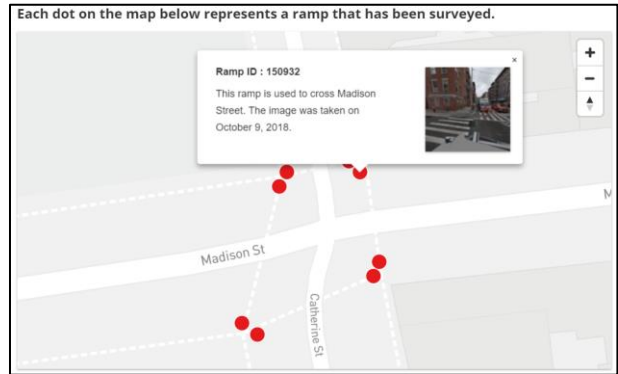 Each dot on the map below represents a ramp that has been surveyed.
Ramp ID : 150932
×
This ramp is used to cross Madison
Street. The image was taken on
October 9, 2018.
+
−
M
Madison St
Catherine St